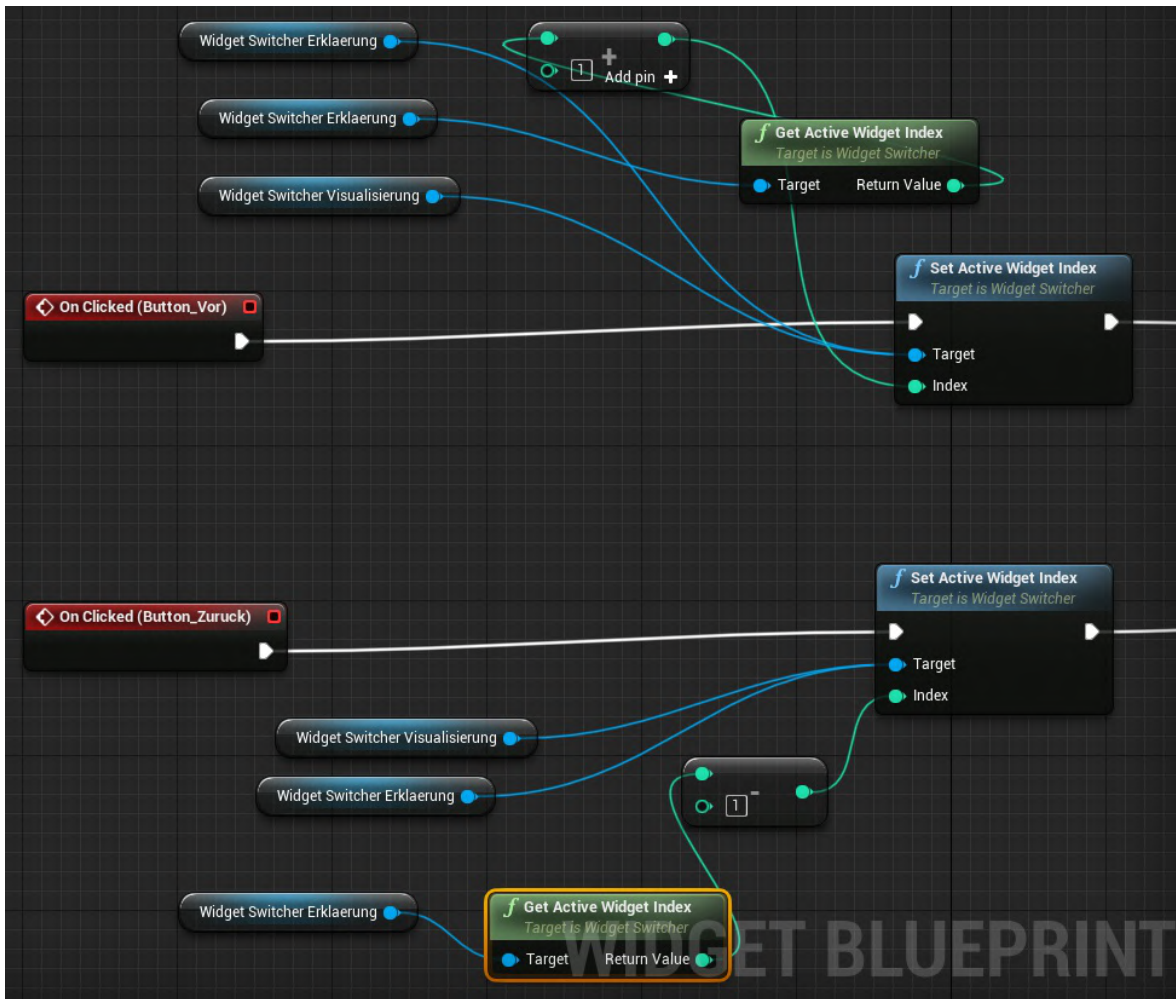 Widget Switcher Erklaerung
1
Add pin
Widget Switcher Erklaerung
f Get Active Widget Index
Target is Widget Switcher
Target Return Value
Widget Switcher Visualisierung
f Set Active Widget Index
Target is Widget Switcher
On Clicked (Button_Vor)
Target
Index
f Set Active Widget Index
Target is Widget Switcher
On Clicked (Button_Zuruck)
Target
Index
Widget Switcher Visualisierung
Widget Switcher Erklaerung
1
Widget Switcher Erklaerung
f Get Active Widget Index
Target is Widget Switcher
Target Return Value
WIDGET BLUEPRINT